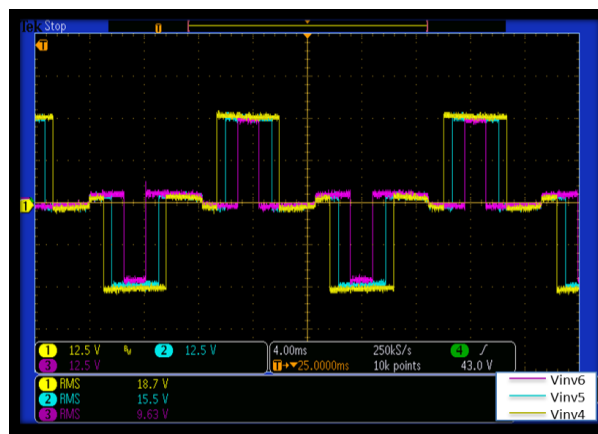 Tek Stop
T
T
1
1 12.5 V 2 12.5 V
3 12.5 V
4.00ms 250kS/s 4
T→▼25.0000ms 10k points 43.0 V
1 RMS 18.7 V
2 RMS 15.5 V
3 RMS 9.63 V
Vinv6
Vinv5
Vinv4